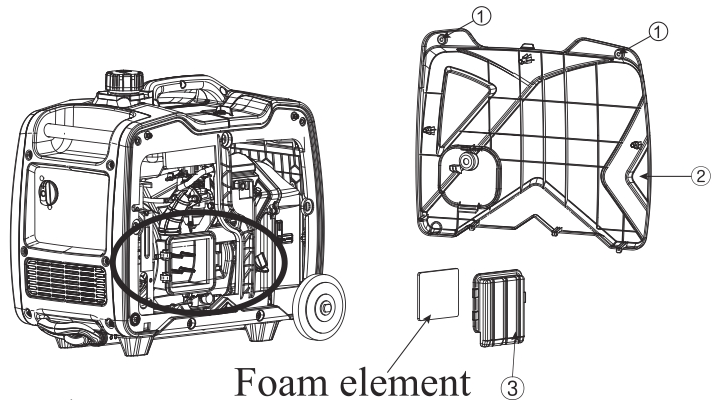 ①
①
②
Foam element
③